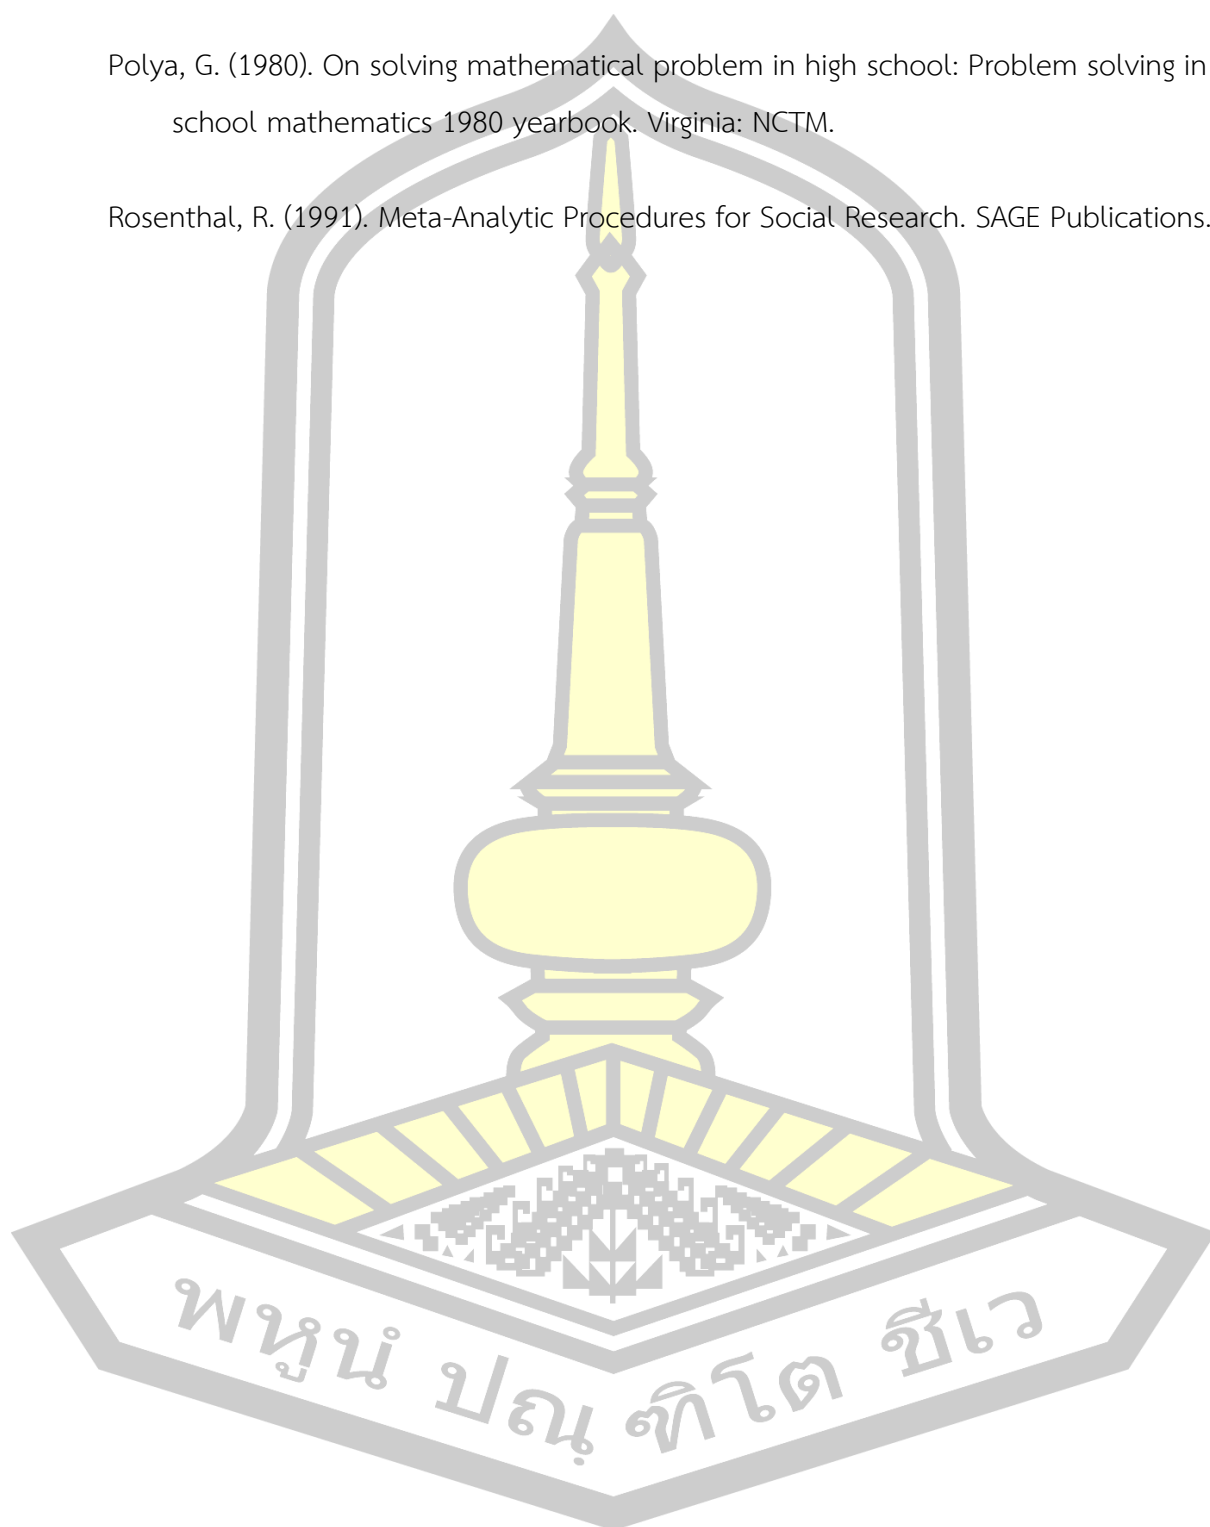 Polya, G. (1980). On solving mathematical problem in high school: Problem solving in
school mathematics 1980 yearbook. Virginia: NCTM.
Rosenthal, R. (1991). Meta-Analytic Procedures for Social Research. SAGE Publications.
พหูนํ ปณฺฑิโต ชีเว